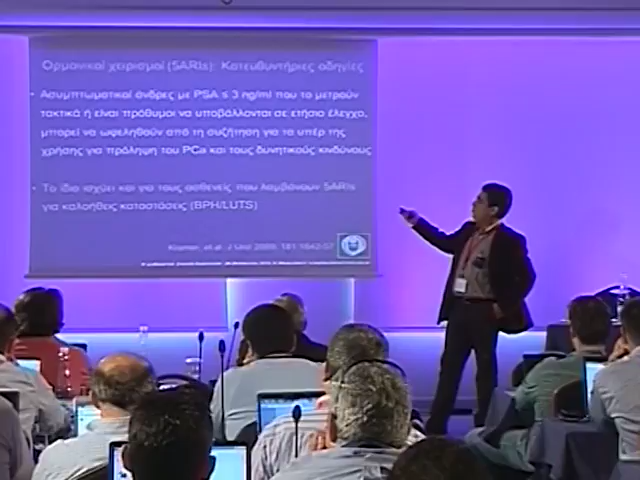 Ορμονικοί χειρισμοί (5ARIs): Κατευθυντήριες οδηγίες
• Ασυμπτωματικοί άνδρες με PSA ≤ 3 ng/ml που το μετρούν
τακτικά ή είναι πρόθυμοι να υποβάλλονται σε ετήσιο έλεγχο,
μπορεί να ωφεληθούν από τη συζήτηση για τα υπέρ της
χρήσης για πρόληψη του PCa και τους δυνητικούς κινδύνους
• Το ίδιο ισχύει και για τους ασθενείς που λαμβάνουν 5ARIs
για καλοήθεις καταστάσεις (BPH/LUTS)
Kramer, et al. J Urol 2009; 181:1642-57